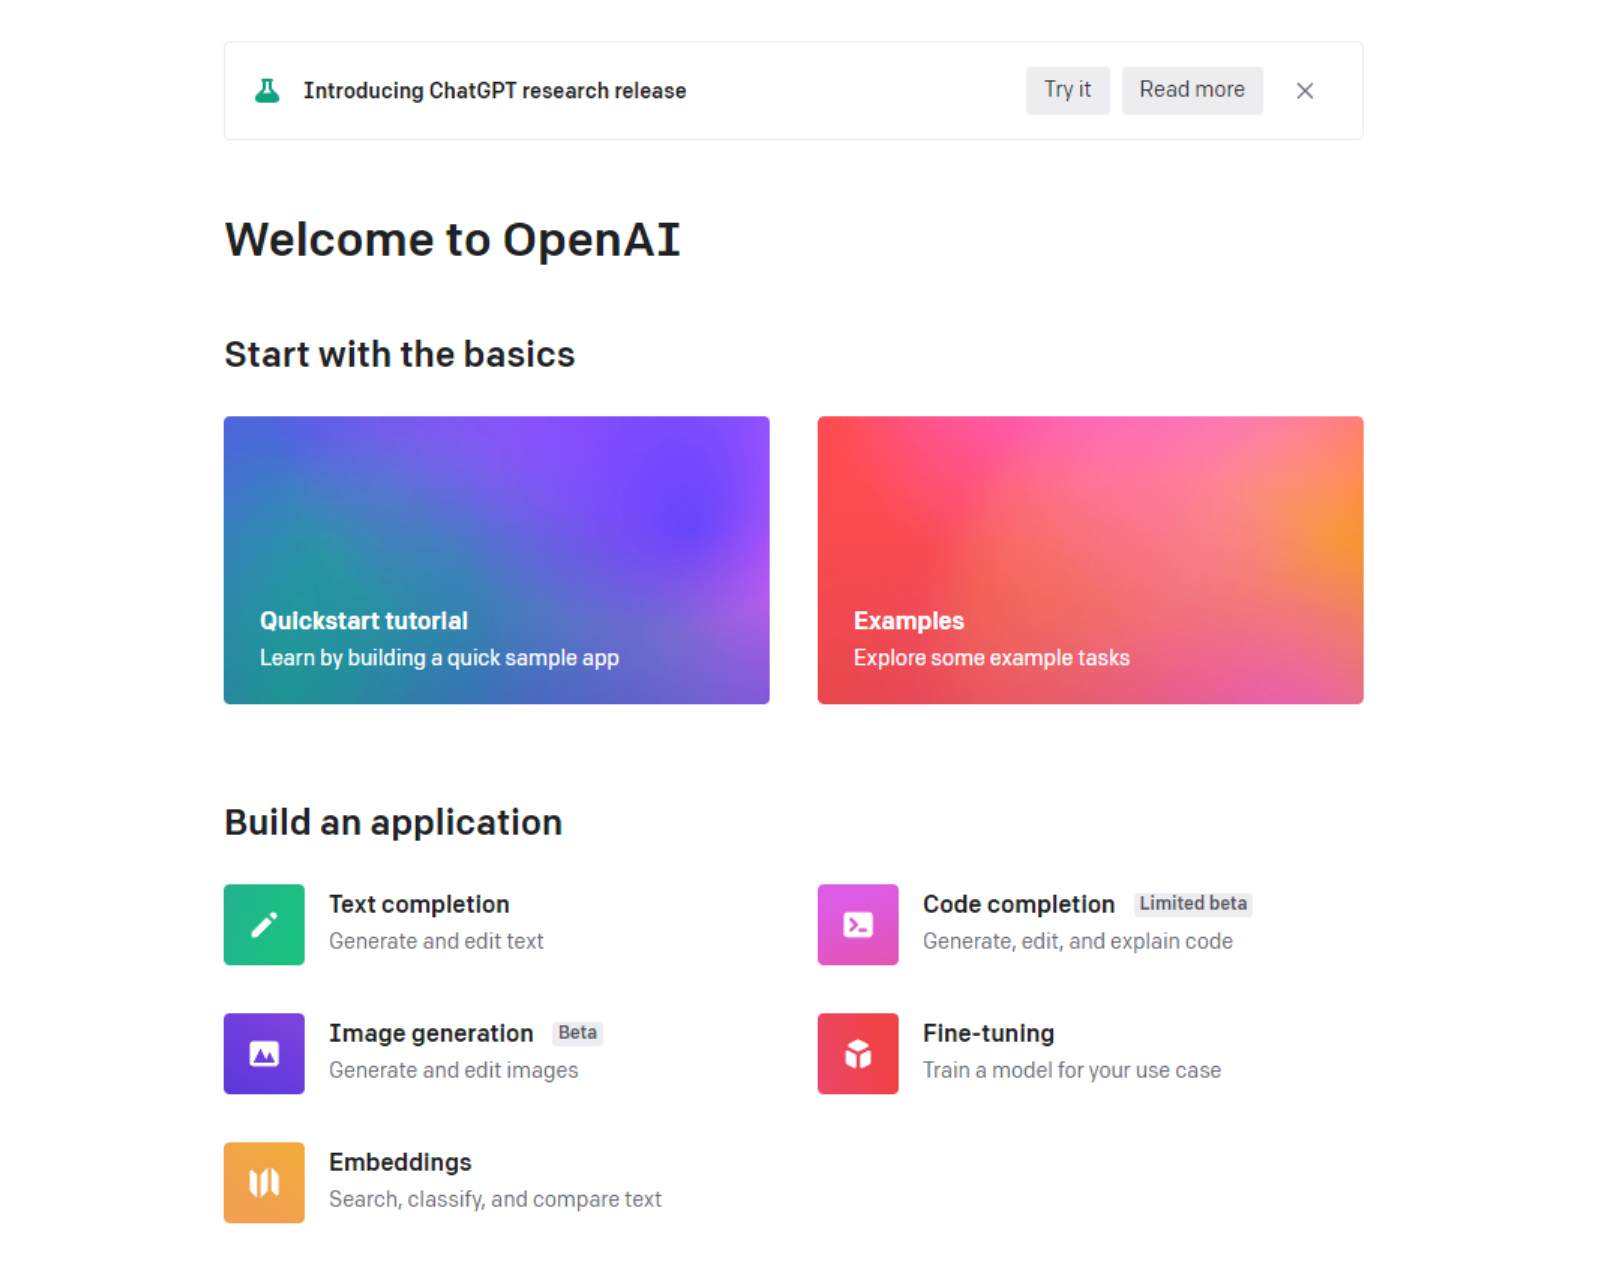 Introducing ChatGPT research release
Try it
Read more
Welcome to OpenAI
Start with the basics
Quickstart tutorial
Learn by building a quick sample app
Examples
Explore some example tasks
Build an application
Text completion
Generate and edit text
Code completion Limited beta
Generate, edit, and explain code
Image generation Beta
Generate and edit images
Fine-tuning
Train a model for your use case
Embeddings
Search, classify, and compare text